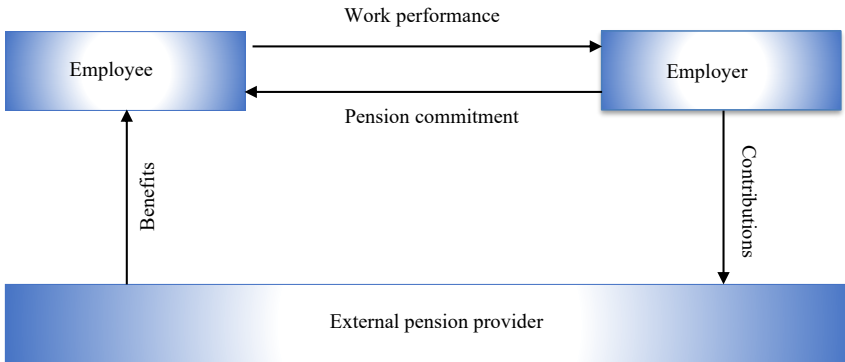 Work performance
Employee
Employer
Pension commitment
Benefits
Contributions
External pension provider